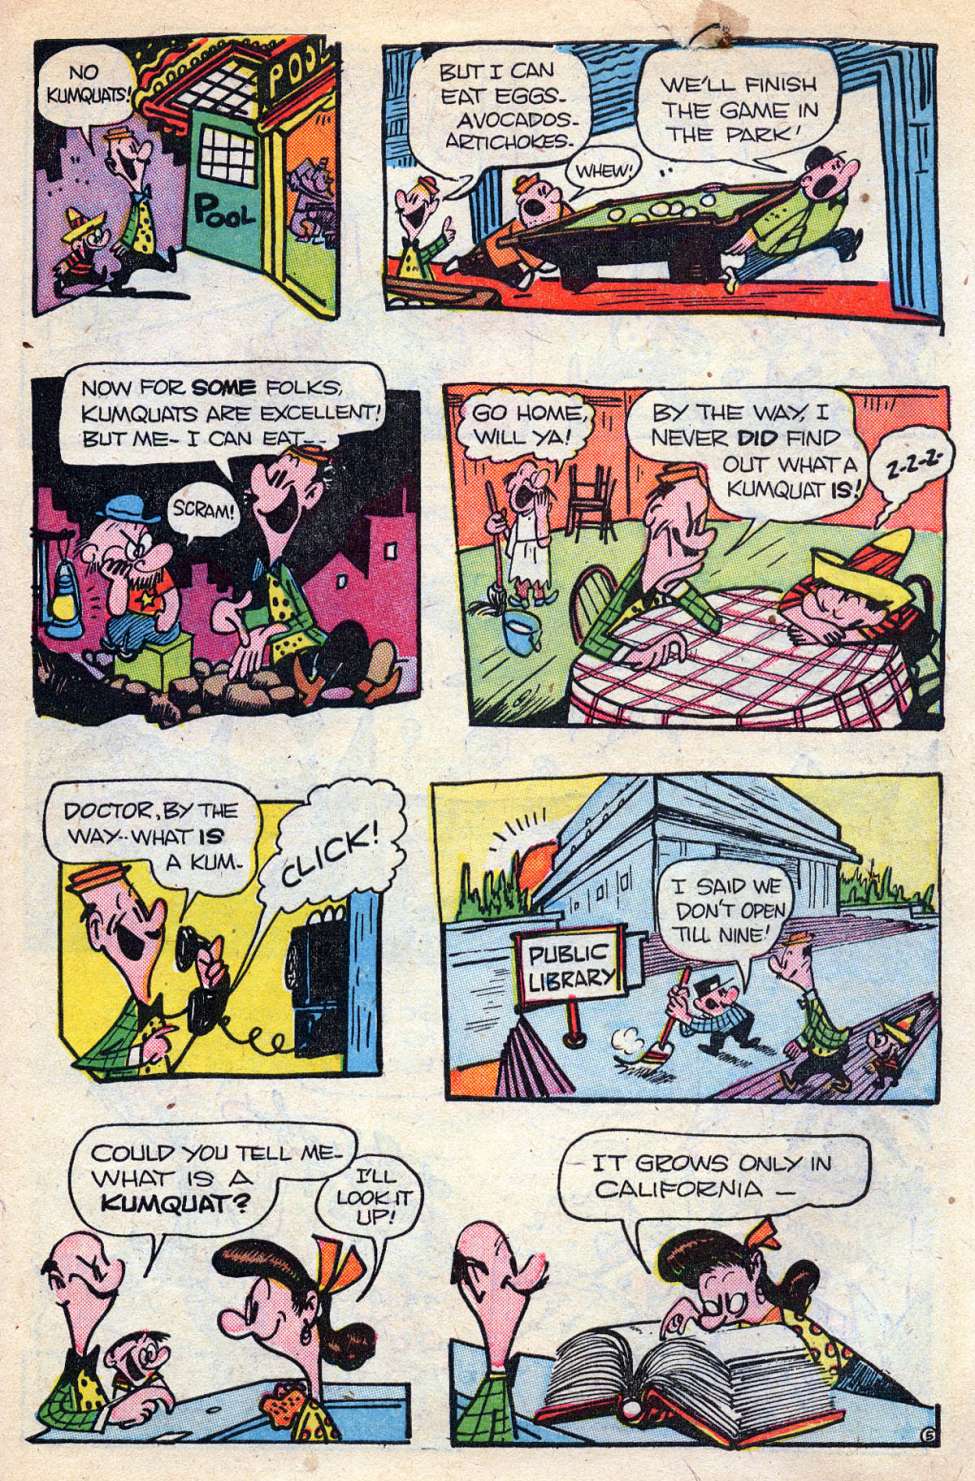 NO
KUMQUATS!
POOL
POOL
BUT I CAN
EAT EGGS-
AVOCADOS-
ARTICHOKES-
WHEW!
WE'LL FINISH
THE GAME IN
THE PARK!
NOW FOR SOME FOLKS,
KUMQUATS ARE EXCELLENT!
BUT ME- I CAN EAT--
SCRAM!
GO HOME,
WILL YA!
BY THE WAY, I
NEVER DID FIND
OUT WHAT A
KUMQUAT IS!
Z-Z-Z-
DOCTOR, BY THE
WAY--WHAT IS
A KUM-
CLICK!
I SAID WE
DON'T OPEN
TILL NINE!
PUBLIC
LIBRARY
COULD YOU TELL ME-
WHAT IS A
KUMQUAT?
I'LL
LOOK IT
UP!
IT GROWS ONLY IN
CALIFORNIA -
5